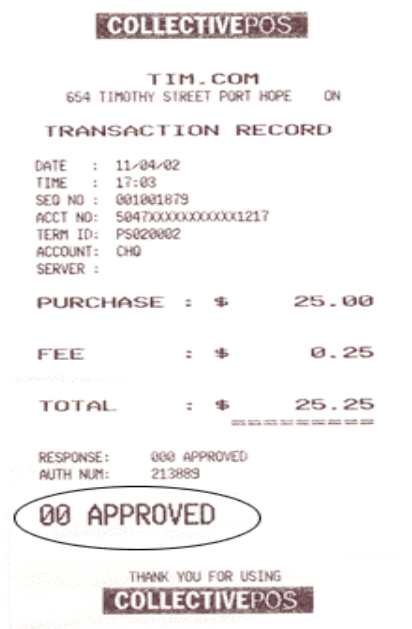 COLLECTIVEPOS
TIM.COM
654 TIMOTHY STREET PORT HOPE ON
TRANSACTION RECORD
DATE : 11/04/02
TIME : 17:03
SEQ NO : 001001879
ACCT NO: 5047XXXXXXXXXXX1217
TERM ID: PS020002
ACCOUNT: CHQ
SERVER :
PURCHASE : $ 25.00
FEE : $ 0.25
TOTAL : $ 25.25
==========
RESPONSE: 000 APPROVED
AUTH NUM: 213889
00 APPROVED
THANK YOU FOR USING
COLLECTIVEPOS